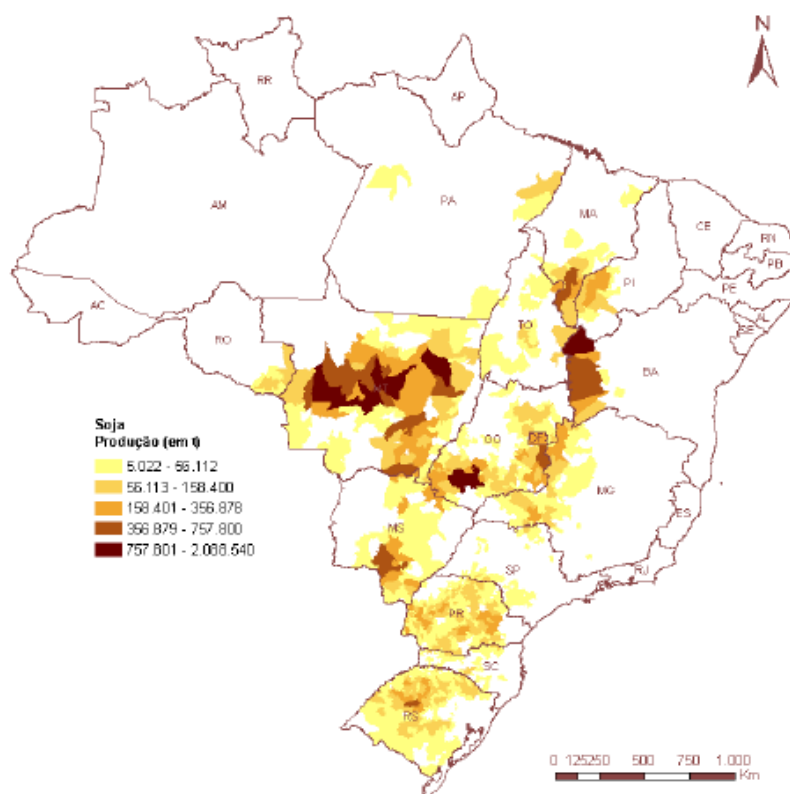 N
RR
AP
AM
PA
MA
CE
RN
PB
PI
PE
AC
AL
SE
RO
TO
BA
Soja
Produção (em t)
5.022 - 56.112
56.113 - 158.400
158.401 - 356.878
356.879 - 757.800
757.801 - 2.088.540
GO
DF
MG
ES
MS
SP
RJ
PR
SC
RS
0 125250 500 750 1.000
Km